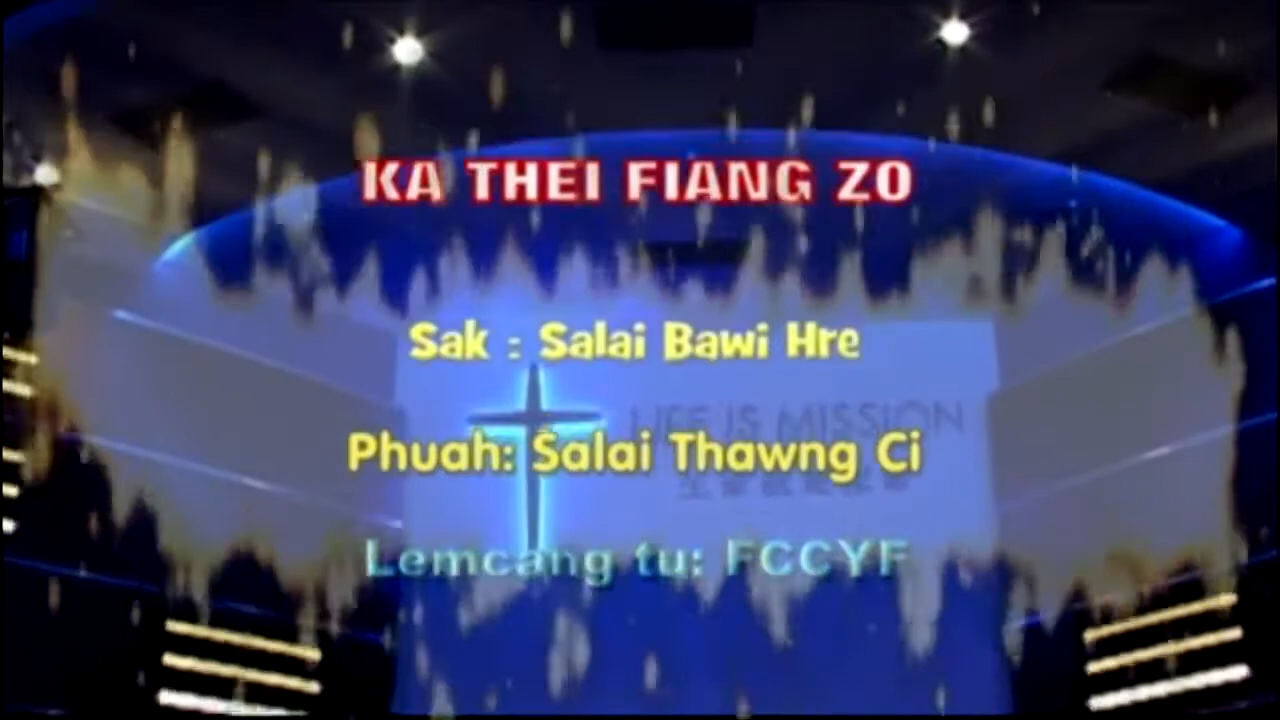 KA THEI FIANG ZO
Sak : Salai Bawi Hre
LIFE IS MISSION
Phuah: Salai Thawng Ci
Lemcang tu: FCCYF